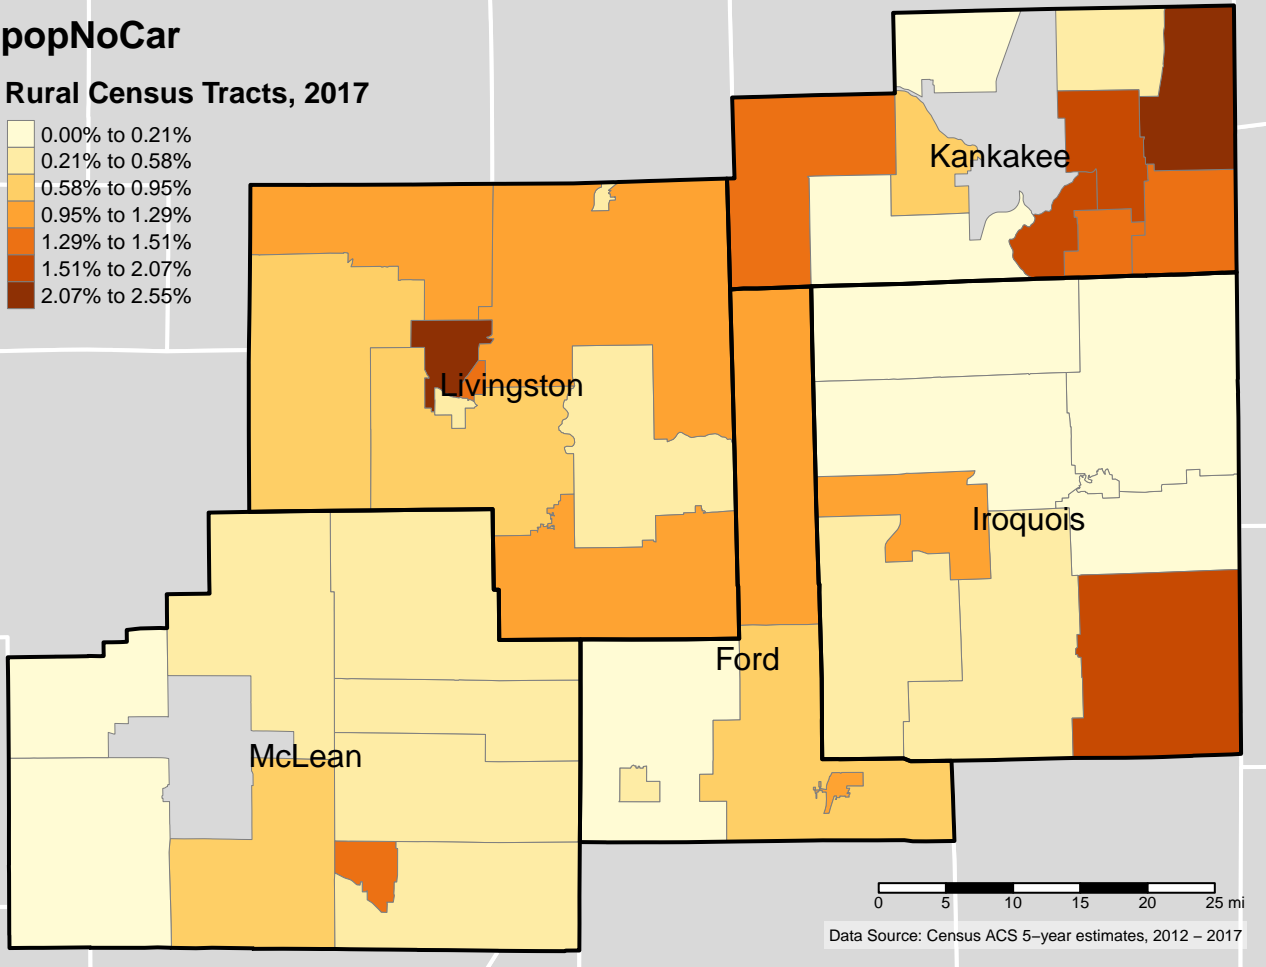 popNoCar
Rural Census Tracts, 2017
0.00% to 0.21%
0.21% to 0.58%
0.58% to 0.95%
0.95% to 1.29%
1.29% to 1.51%
1.51% to 2.07%
2.07% to 2.55%
Kankakee
Livingston
Iroquois
Ford
McLean
0 5 10 15 20 25 mi
Data Source: Census ACS 5−year estimates, 2012 − 2017